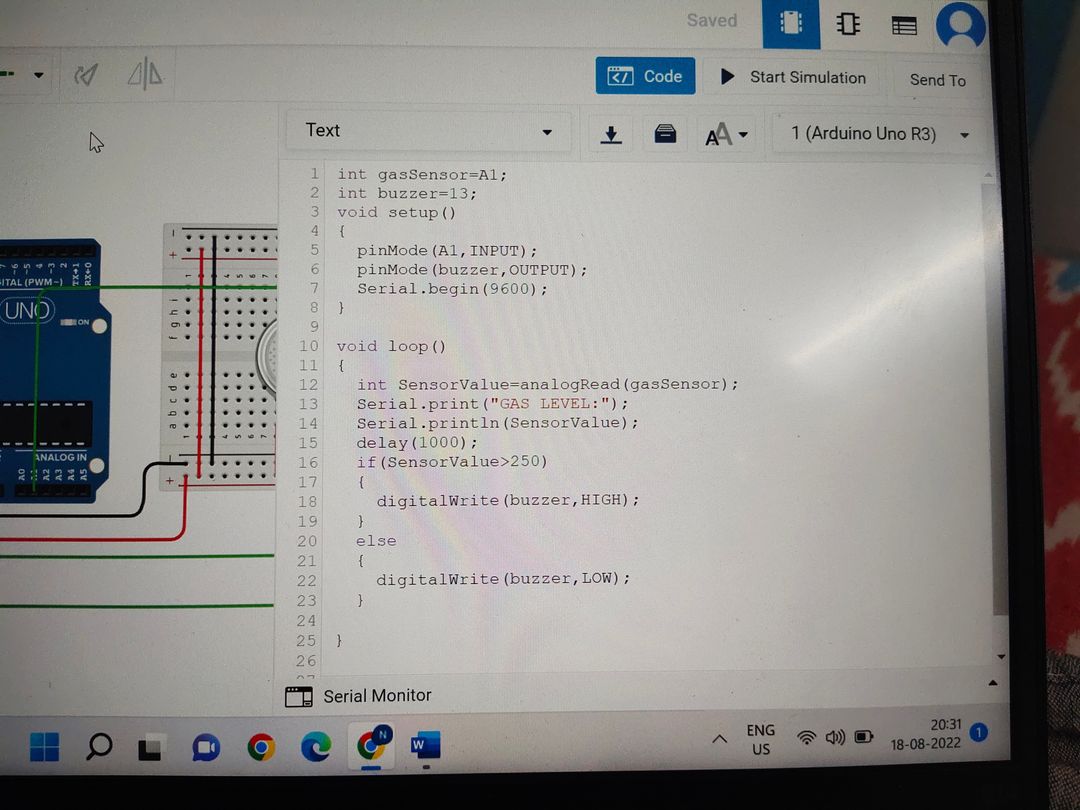 Saved
Code
Start Simulation
Send To
Text
1 (Arduino Uno R3)
1 int gasSensor=A1;
2 int buzzer=13;
3 void setup()
4 {
5 pinMode(A1,INPUT);
6 pinMode(buzzer,OUTPUT);
7 Serial.begin(9600);
8 }
9
10 void loop()
11 {
12 int SensorValue=analogRead(gasSensor);
13 Serial.print("GAS LEVEL:");
14 Serial.println(SensorValue);
15 delay(1000);
16 if(SensorValue>250)
17 {
18 digitalWrite(buzzer,HIGH);
19 }
20 else
21 {
22 digitalWrite(buzzer,LOW);
23 }
24
25 }
26
Serial Monitor
TX→1
RX←0
ITAL (PWM~)
UNO
ON
ANALOG IN
A0
A2
A3
A4
A5
f g h i
a b c d e
N
W
ENG
US
20:31
18-08-2022
1